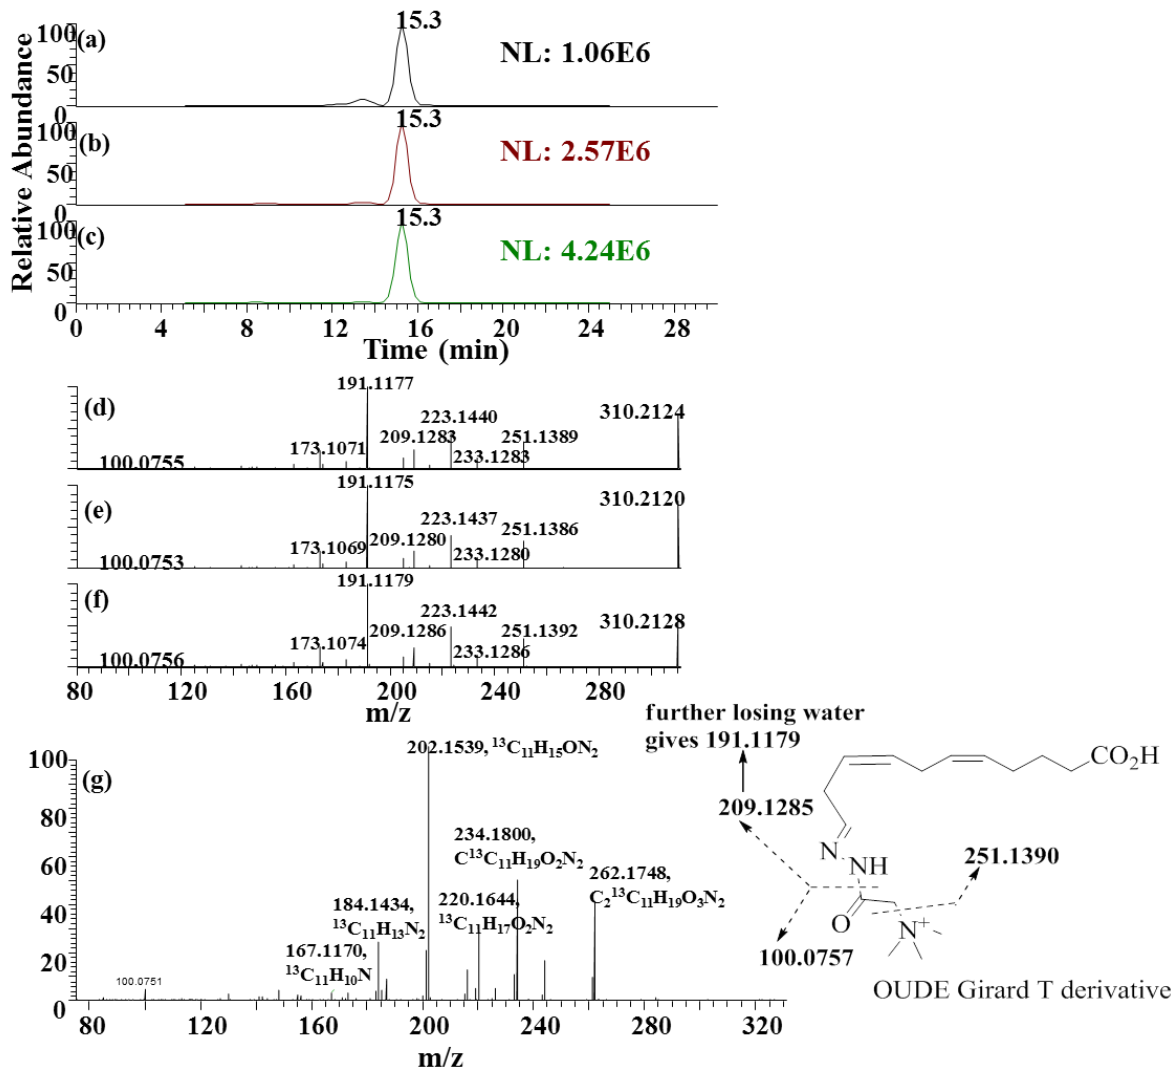 Relative Abundance
(a)
100
50
0
15.3
NL: 1.06E6
(b)
100
50
0
15.3
NL: 2.57E6
(c)
100
50
0
15.3
NL: 4.24E6
0 4 8 12 16 20 24 28
Time (min)
(d)
100.0755
173.1071
191.1177
209.1283
223.1440
233.1283
251.1389
310.2124
(e)
100.0753
173.1069
191.1175
209.1280
223.1437
233.1280
251.1386
310.2120
(f)
100.0756
173.1074
191.1179
209.1286
223.1442
233.1286
251.1392
310.2128
80 120 160 200 240 280
m/z
(g)
100
80
60
40
20
0
100.0751
167.1170,
¹³C₁₁H₁₀N
184.1434,
¹³C₁₁H₁₃N₂
202.1539, ¹³C₁₁H₁₅ON₂
220.1644,
¹³C₁₁H₁₇O₂N₂
234.1800,
C¹³C₁₁H₁₉O₂N₂
262.1748,
C₂¹³C₁₁H₁₉O₃N₂
80 120 160 200 240 280 320
m/z
further losing water
gives 191.1179
209.1285
CO₂H
N
NH
O
N⁺
251.1390
100.0757
OUDE Girard T derivative